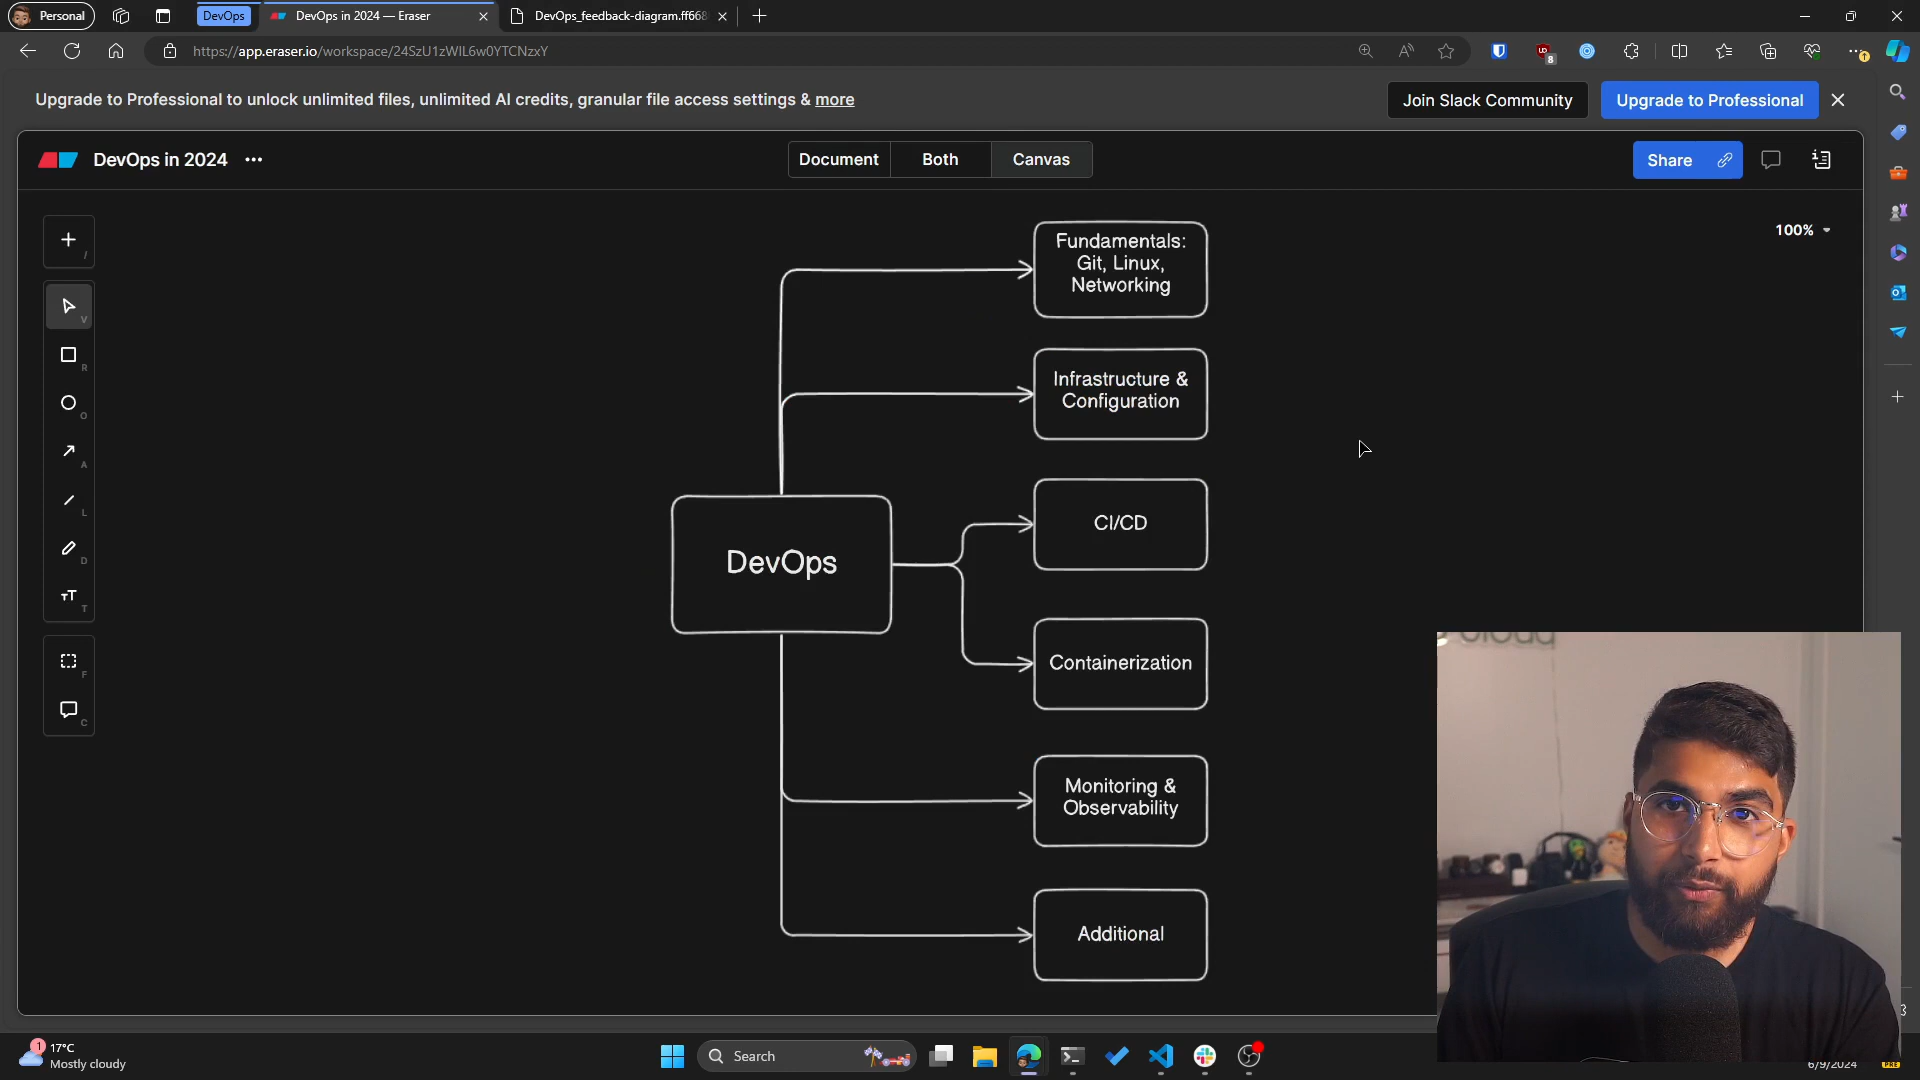 Personal
DevOps
DevOps in 2024 — Eraser
DevOps_feedback-diagram.ff668
https://app.eraser.io/workspace/24SzU1zWIL6w0YTCNzxY
8
Upgrade to Professional to unlock unlimited files, unlimited AI credits, granular file access settings & more
Join Slack Community
Upgrade to Professional
DevOps in 2024
Document
Both
Canvas
Share
100%
/
V
R
O
A
L
D
T
F
C
Fundamentals:
Git, Linux,
Networking
Infrastructure &
Configuration
DevOps
CI/CD
Containerization
Monitoring &
Observability
Additional
1
17°C
Mostly cloudy
Search
6/9/2024
PRE